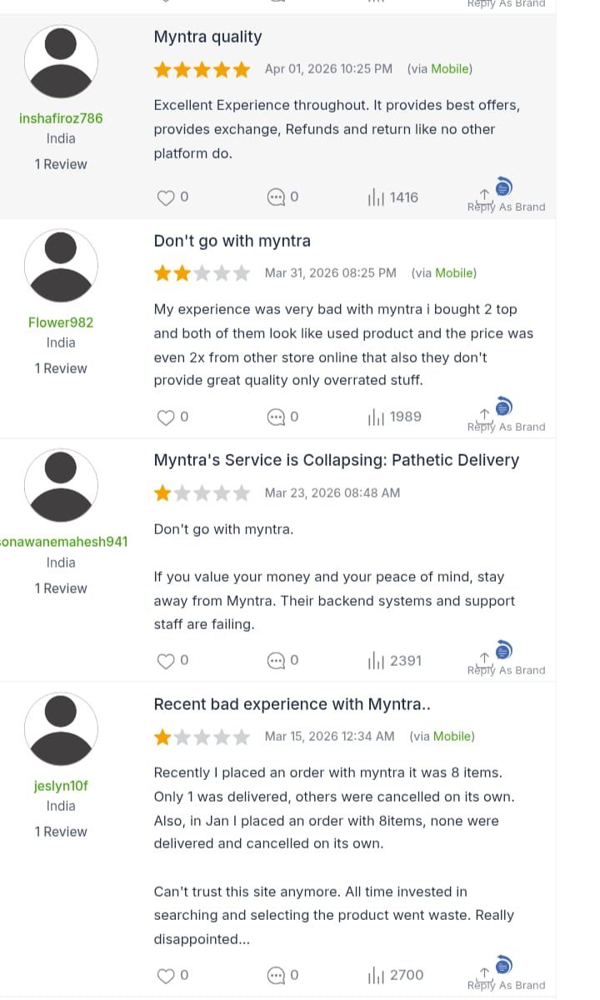 Reply As Brand
Myntra quality
Apr 01, 2026 10:25 PM (via Mobile)
inshafiroz786
India
1 Review
Excellent Experience throughout. It provides best offers,
provides exchange, Refunds and return like no other
platform do.
0
0
1416
Reply As Brand
Don't go with myntra
Mar 31, 2026 08:25 PM (via Mobile)
Flower982
India
1 Review
My experience was very bad with myntra i bought 2 top
and both of them look like used product and the price was
even 2x from other store online that also they don't
provide great quality only overrated stuff.
0
0
1989
Reply As Brand
Myntra's Service is Collapsing: Pathetic Delivery
Mar 23, 2026 08:48 AM
sonawanemahesh941
India
1 Review
Don't go with myntra.
If you value your money and your peace of mind, stay
away from Myntra. Their backend systems and support
staff are failing.
0
0
2391
Reply As Brand
Recent bad experience with Myntra..
Mar 15, 2026 12:34 AM (via Mobile)
jeslyn10f
India
1 Review
Recently I placed an order with myntra it was 8 items.
Only 1 was delivered, others were cancelled on its own.
Also, in Jan I placed an order with 8items, none were
delivered and cancelled on its own.
Can't trust this site anymore. All time invested in
searching and selecting the product went waste. Really
disappointed...
0
0
2700
Reply As Brand